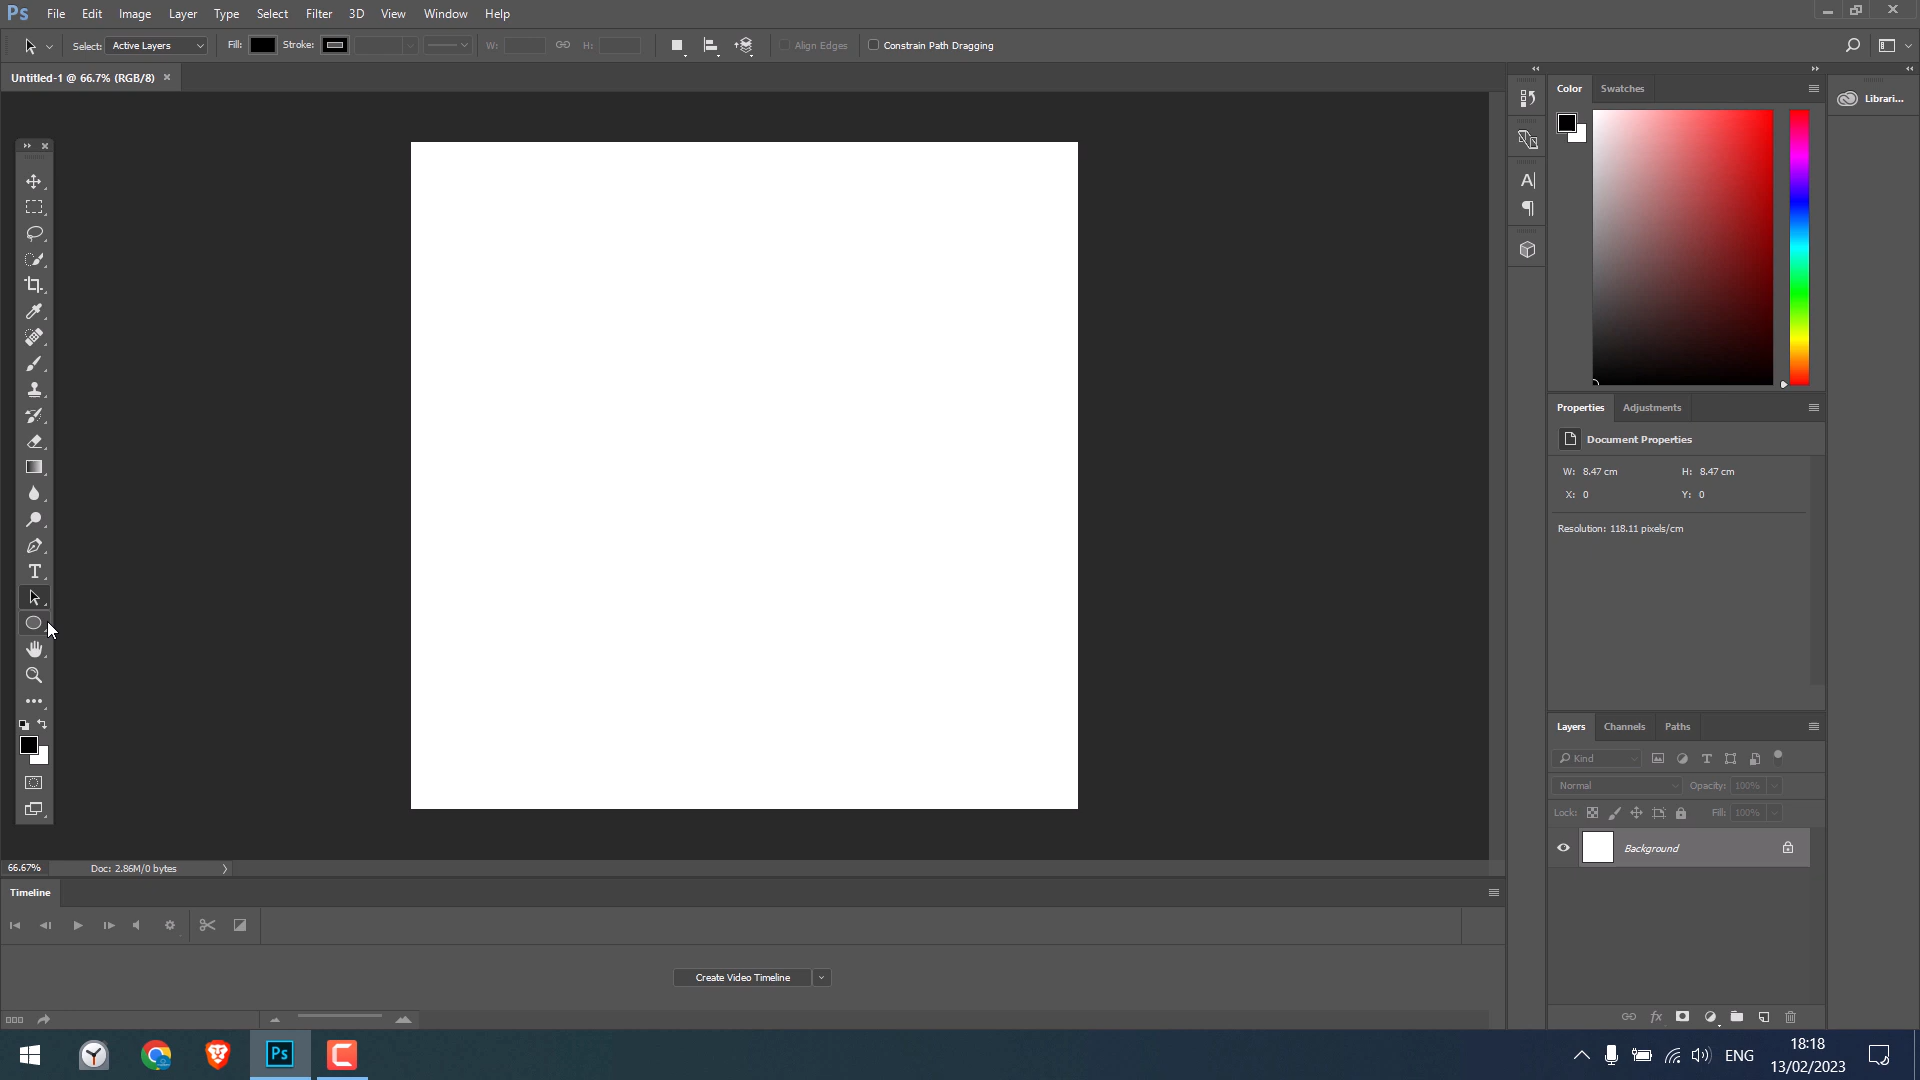 Ps File Edit Image Layer Type Select Filter 3D View Window Help
Select: Active Layers Fill: Stroke: W: H: Align Edges Constrain Path Dragging
Untitled-1 @ 66.7% (RGB/8)
Color Swatches
Librari...
Properties Adjustments
Document Properties
W: 8.47 cm H: 8.47 cm
X: 0 Y: 0
Resolution: 118.11 pixels/cm
Layers Channels Paths
Kind
Normal Opacity: 100%
Lock: Fill: 100%
Background
66.67% Doc: 2.86M/0 bytes
Timeline
Create Video Timeline
Ps
ENG
18:18
13/02/2023